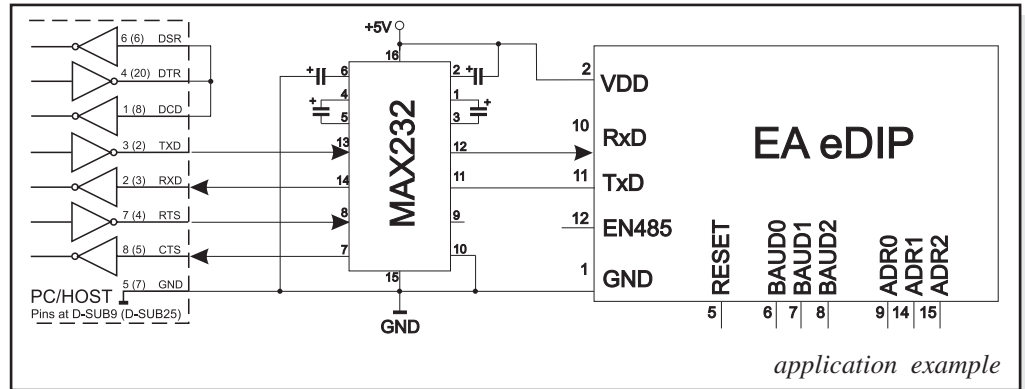 +5V
6 (6) DSR
4 (20) DTR
1 (8) DCD
3 (2) TXD
2 (3) RXD
7 (4) RTS
8 (5) CTS
5 (7) GND
PC/HOST
Pins at D-SUB9 (D-SUB25)
16
+ 6
4
+
5
13
14
8
7
15
MAX232
2 +
1
+
3
12
11
9
10
GND
2 VDD
10 RxD
11 TxD
12 EN485
1 GND
EA eDIP
RESET
BAUD0
BAUD1
BAUD2
ADR0
ADR1
ADR2
5
6
7
8
9
14
15
application example